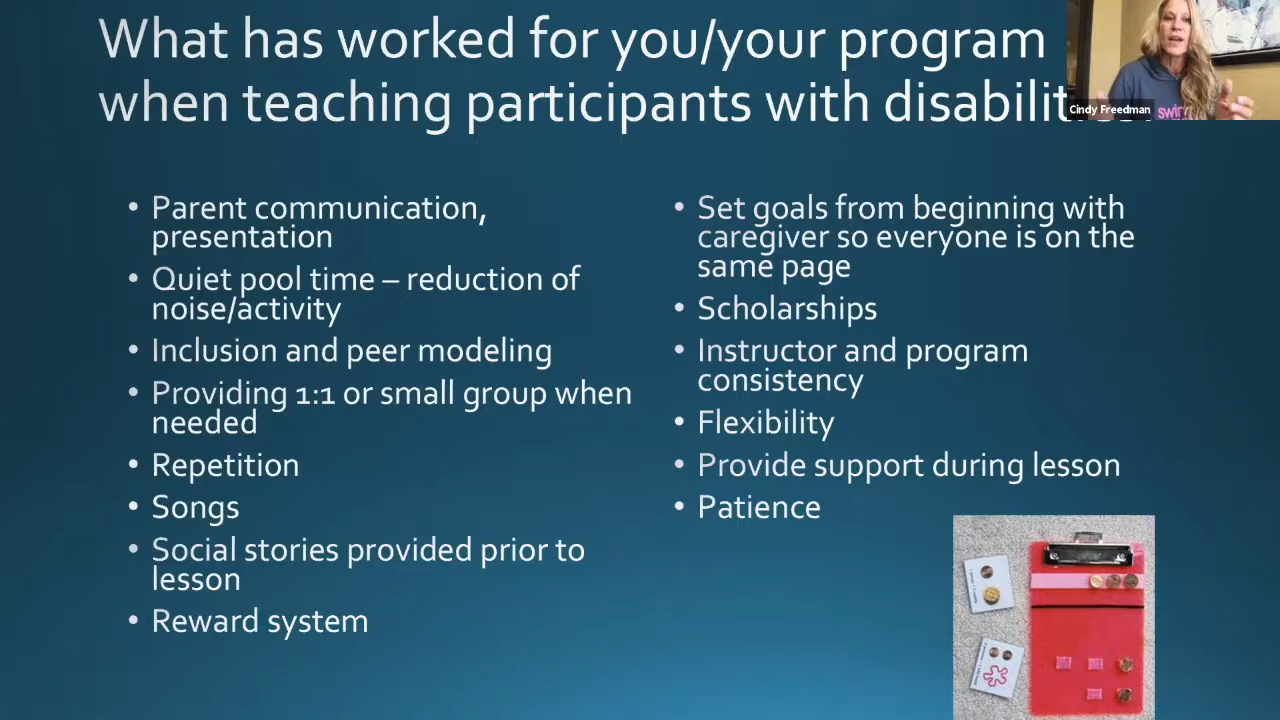 What has worked for you/your program
when teaching participants with
Cindy Freedman
swim
• Parent communication,
presentation
• Quiet pool time – reduction of
noise/activity
• Inclusion and peer modeling
• Providing 1:1 or small group when
needed
• Repetition
• Songs
• Social stories provided prior to
lesson
• Reward system
• Set goals from beginning with
caregiver so everyone is on the
same page
• Scholarships
• Instructor and program
consistency
• Flexibility
• Provide support during lesson
• Patience